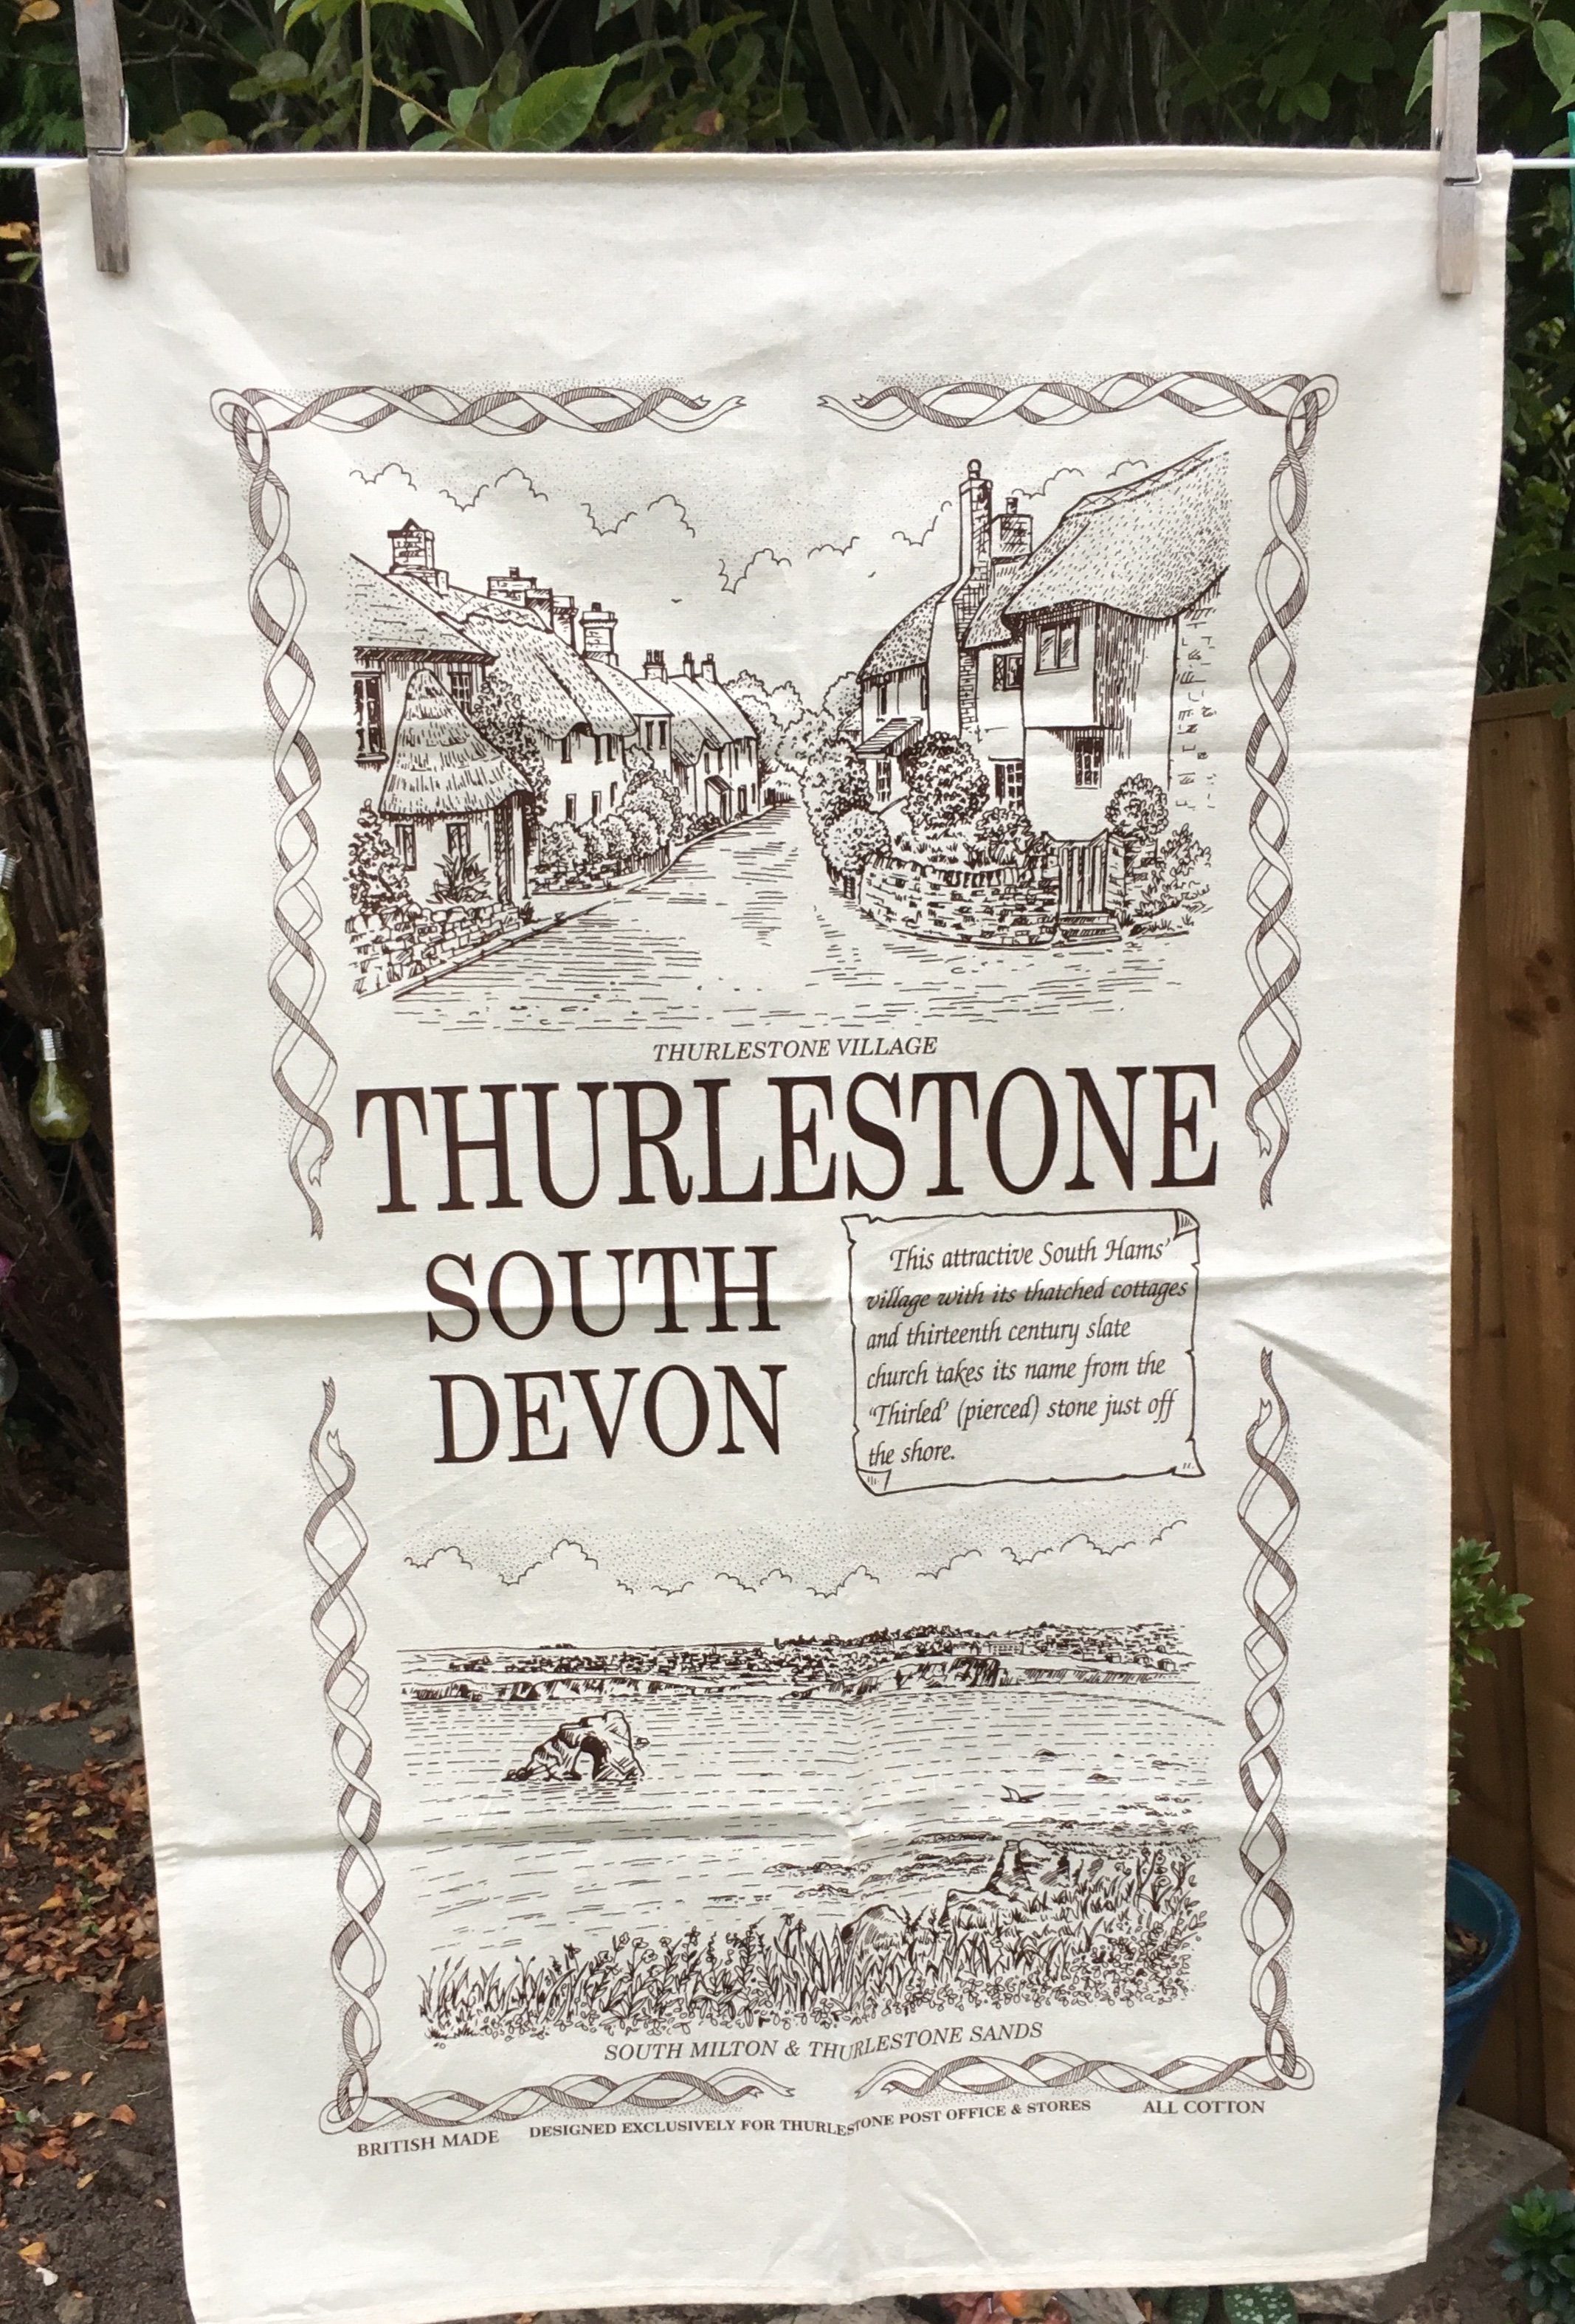 THURLESTONE VILLAGE
THURLESTONE
SOUTH
DEVON
This attractive South Hams'
village with its thatched cottages
and thirteenth century slate
church takes its name from the
'Thirled' (pierced) stone just off
the shore.
SOUTH MILTON & THURLESTONE SANDS
BRITISH MADE DESIGNED EXCLUSIVELY FOR THURLESTONE POST OFFICE & STORES ALL COTTON